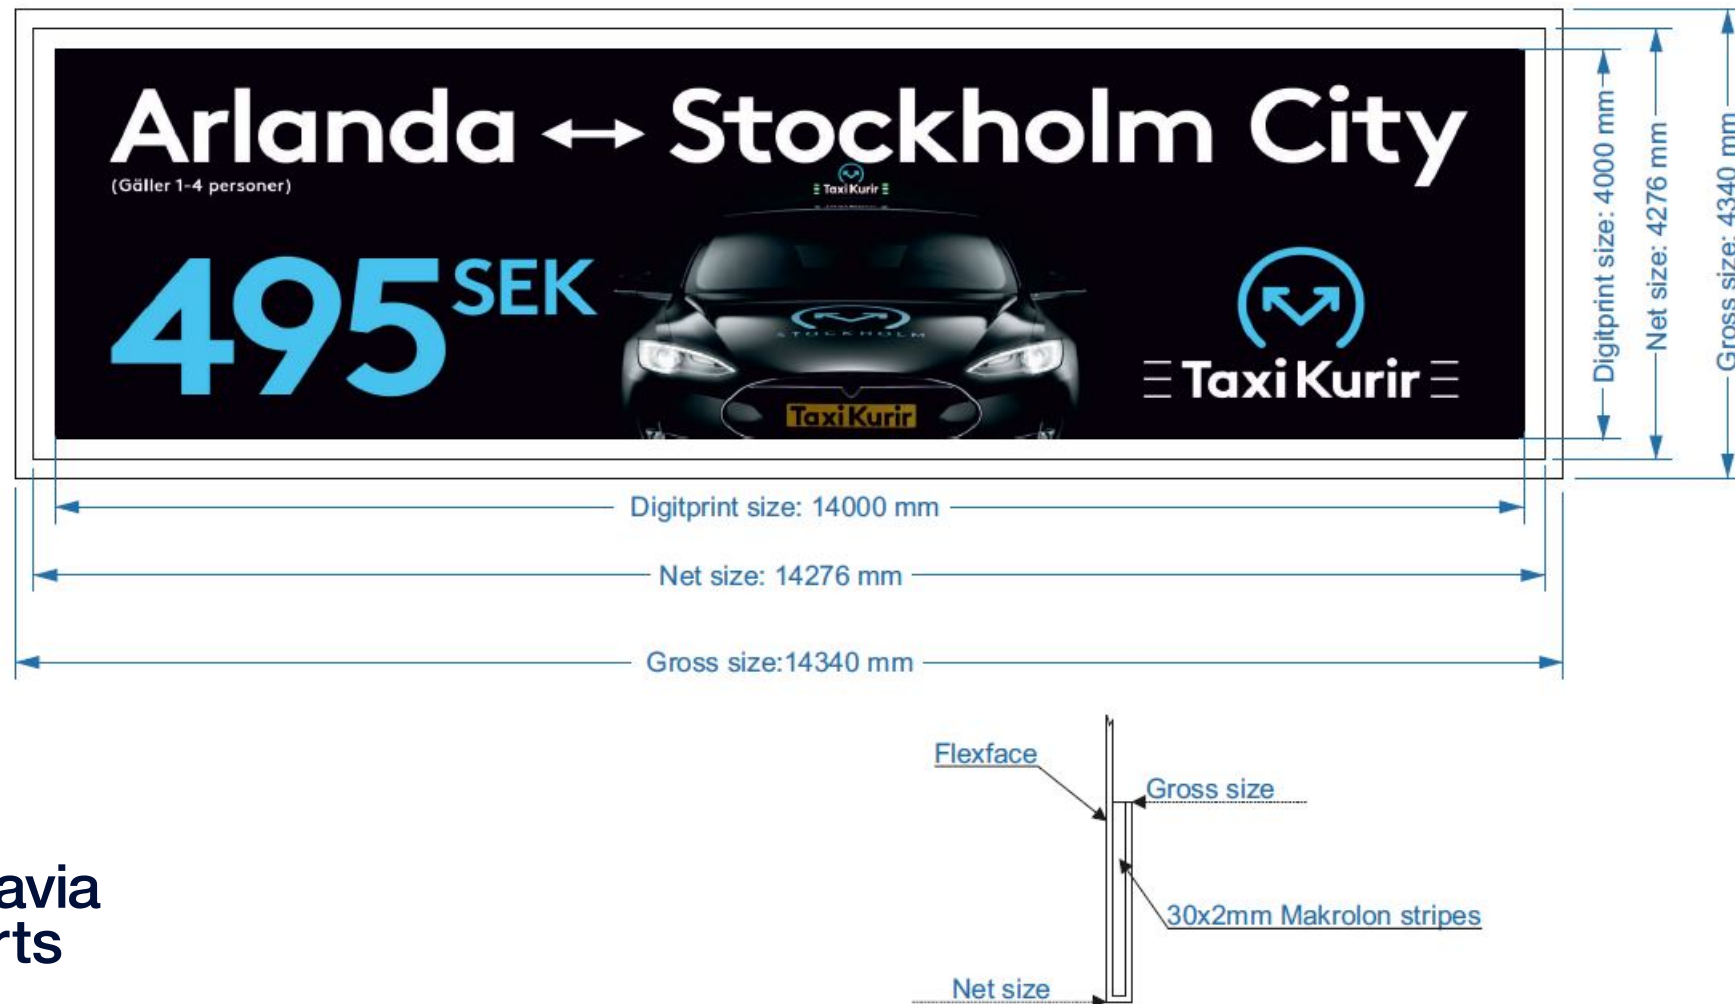 Arlanda ↔ Stockholm City
(Gäller 1-4 personer)
TaxiKurir
495 SEK
STOCKHOLM
TaxiKurir
TaxiKurir
Digitprint size: 4000 mm
Net size: 4276 mm
Gross size: 4340 mm
Digitprint size: 14000 mm
Net size: 14276 mm
Gross size:14340 mm
Flexface
Gross size
30x2mm Makrolon stripes
Net size
avia
rts